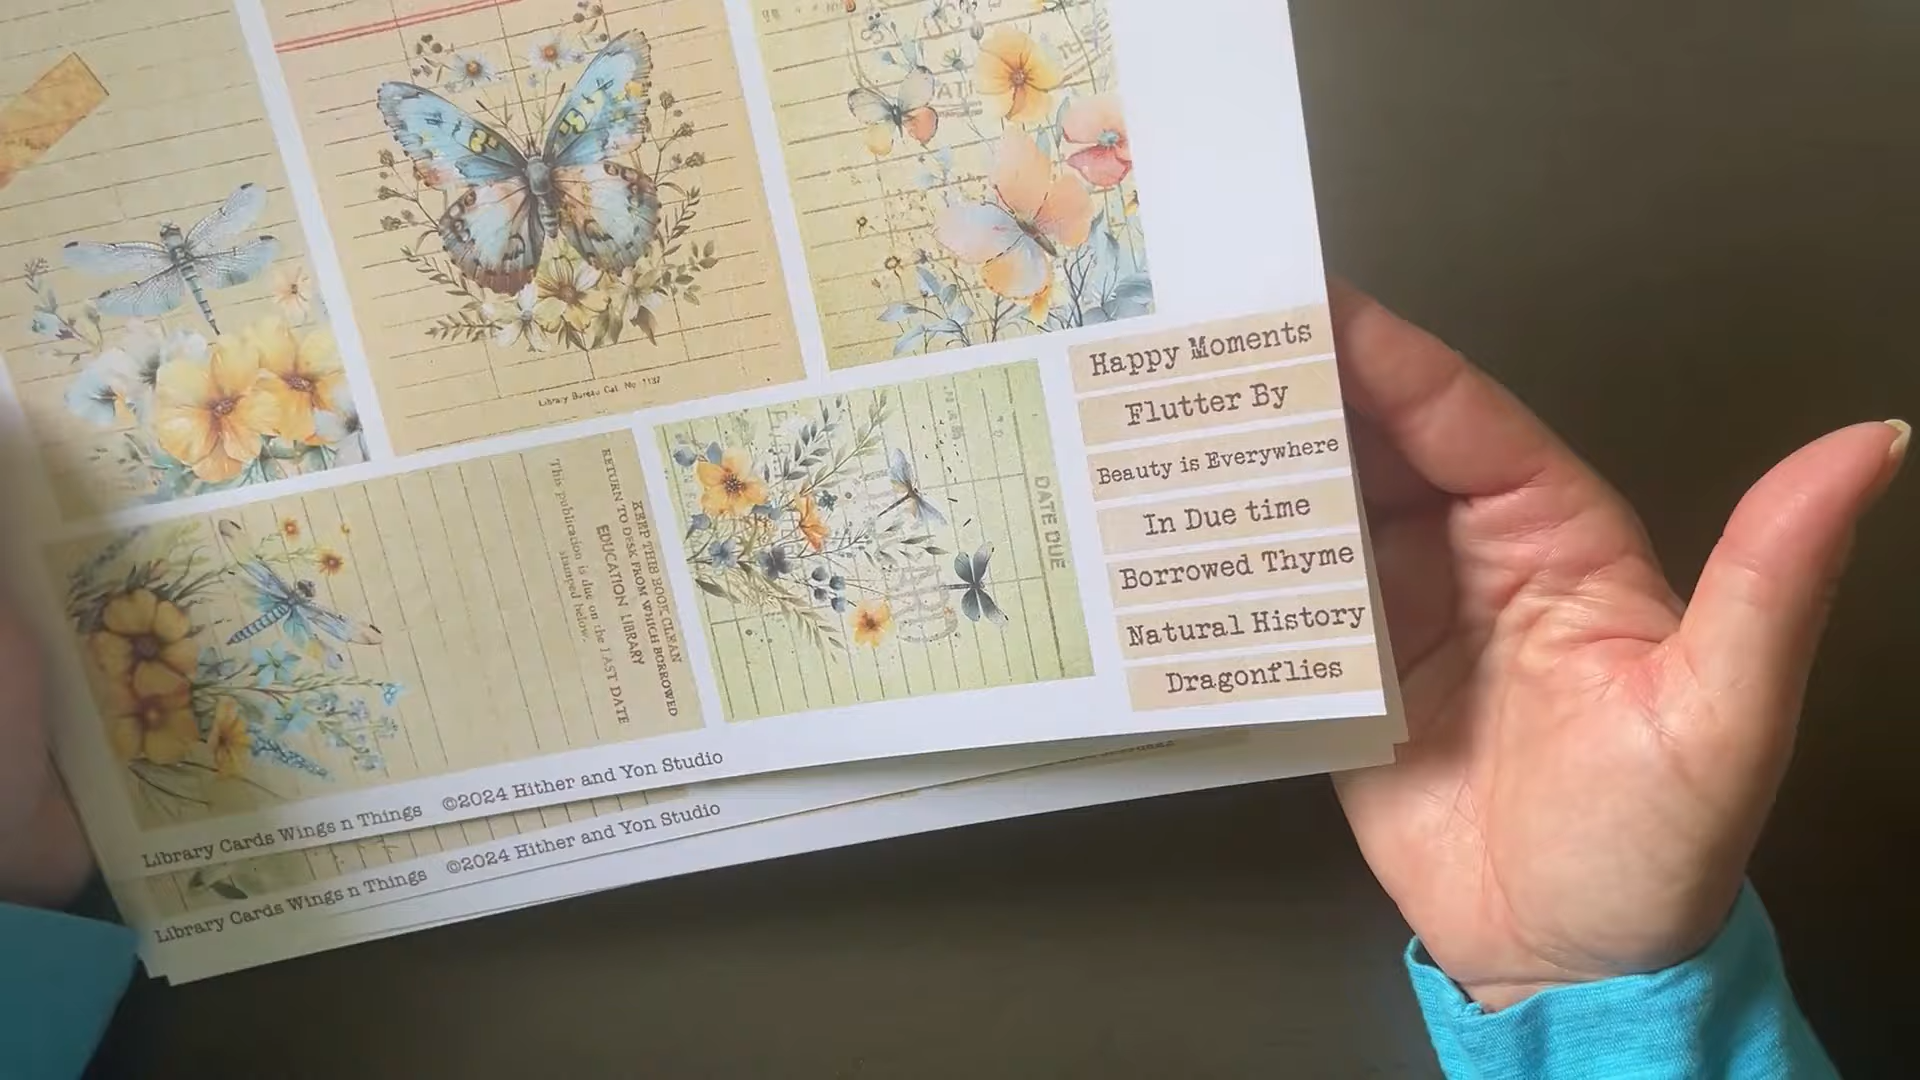 Library Bureau Cat. No. 1137
Happy Moments
Flutter By
Beauty is Everywhere
In Due time
Borrowed Thyme
Natural History
Dragonflies
KEEP THIS BOOK CLEAN
RETURN TO DESK FROM WHICH BORROWED
EDUCATION LIBRARY
This publication is due on the LAST DATE
stamped below.
DATE DUE
Library Cards Wings n Things ©2024 Hither and Yon Studio
Library Cards Wings n Things ©2024 Hither and Yon Studio